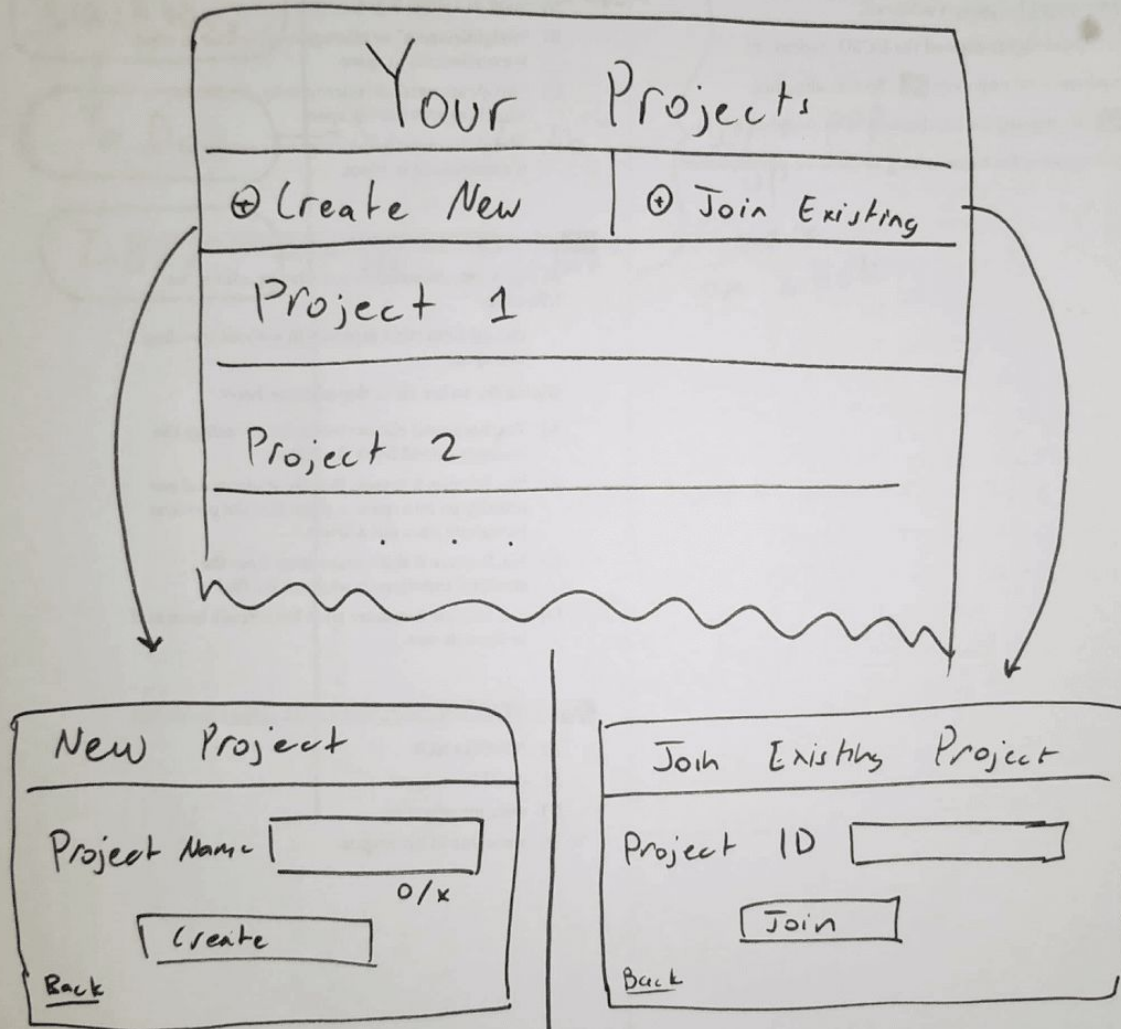 Your Projects
⊕ Create New
⊕ Join Existing
Project 1
Project 2
. . .
New Project
Project Name
0/x
Create
Back
Join Existing Project
Project ID
Join
Back